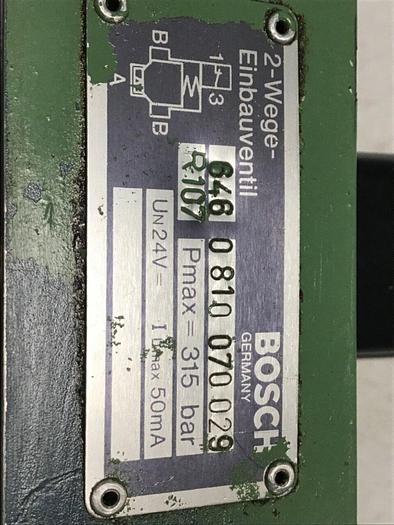 2-Wege-
Einbauventil
BOSCH
GERMANY
B
1
3
A
B
646 0 810 070 029
R107 Pmax = 315 bar
UN 24V= I max 50mA